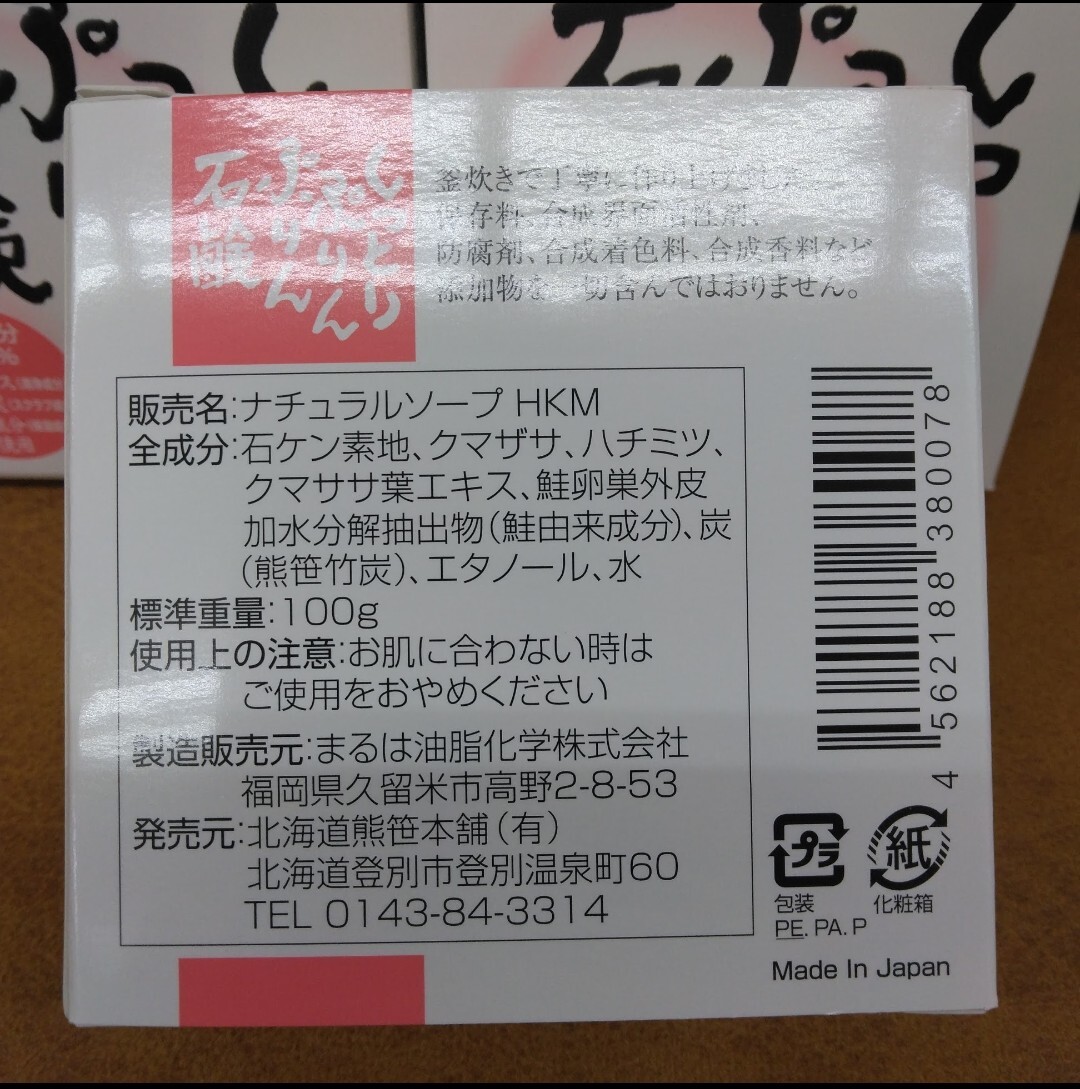 しっとり
ぷりりん
ぷりりん
石鹸
釜炊きで丁寧に作り上げました。
保存料、合成界面活性剤、
防腐剤、合成着色料、合成香料など
添加物を一切含んではおりません。
販売名:ナチュラルソープ HKM
全成分:石ケン素地、クマザサ、ハチミツ、
クマササ葉エキス、鮭卵巣外皮
加水分解抽出物(鮭由来成分)、炭
(熊笹竹炭)、エタノール、水
標準重量:100g
使用上の注意:お肌に合わない時は
ご使用をおやめください
製造販売元:まるは油脂化学株式会社
福岡県久留米市高野2-8-53
発売元:北海道熊笹本舗(有)
北海道登別市登別温泉町60
TEL 0143-84-3314
4 562188 380078
プラ
紙
包装
化粧箱
PE. PA. P
Made In Japan